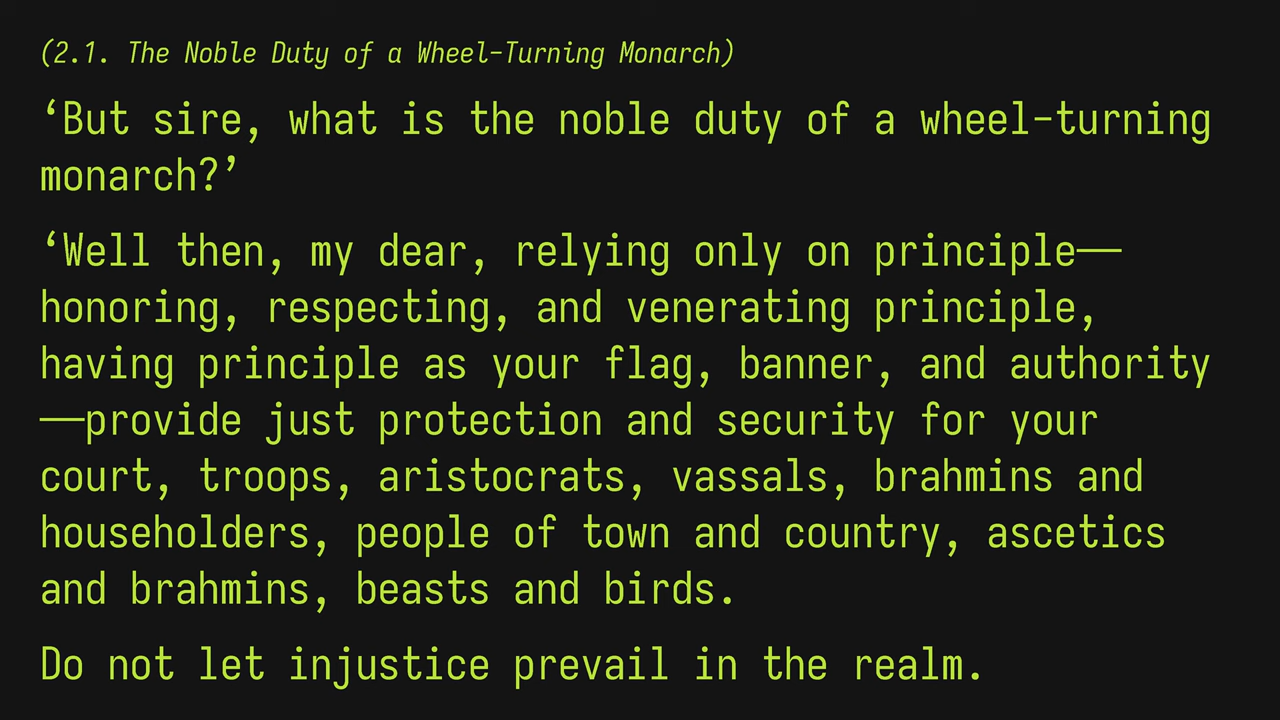 (2.1. The Noble Duty of a Wheel-Turning Monarch)
‘But sire, what is the noble duty of a wheel-turning
monarch?’
‘Well then, my dear, relying only on principle—
honoring, respecting, and venerating principle,
having principle as your flag, banner, and authority
—provide just protection and security for your
court, troops, aristocrats, vassals, brahmins and
householders, people of town and country, ascetics
and brahmins, beasts and birds.
Do not let injustice prevail in the realm.